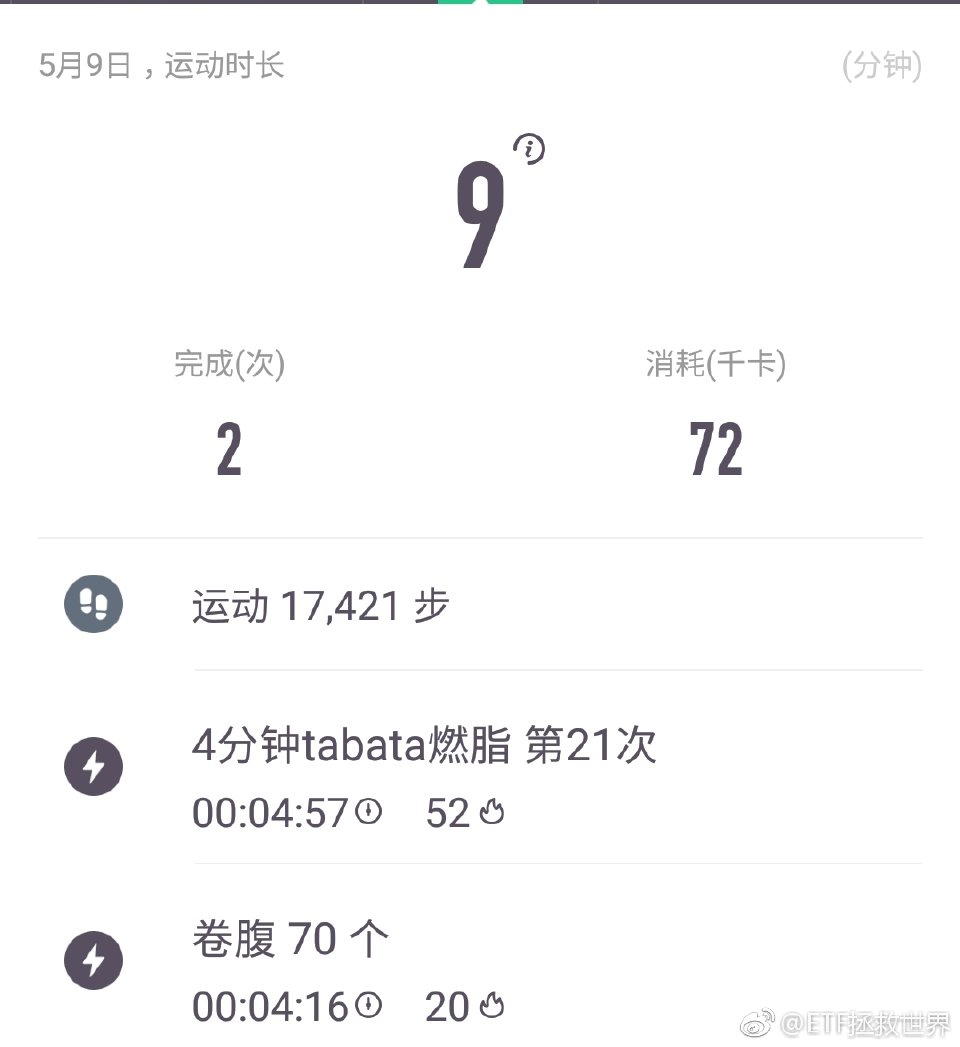 5月9日，运动时长 (分钟)
9
完成(次) 消耗(千卡)
2 72
运动 17,421 步
4分钟tabata燃脂 第21次
00:04:57 52
卷腹 70 个
00:04:16 20
@ETF拯救世界